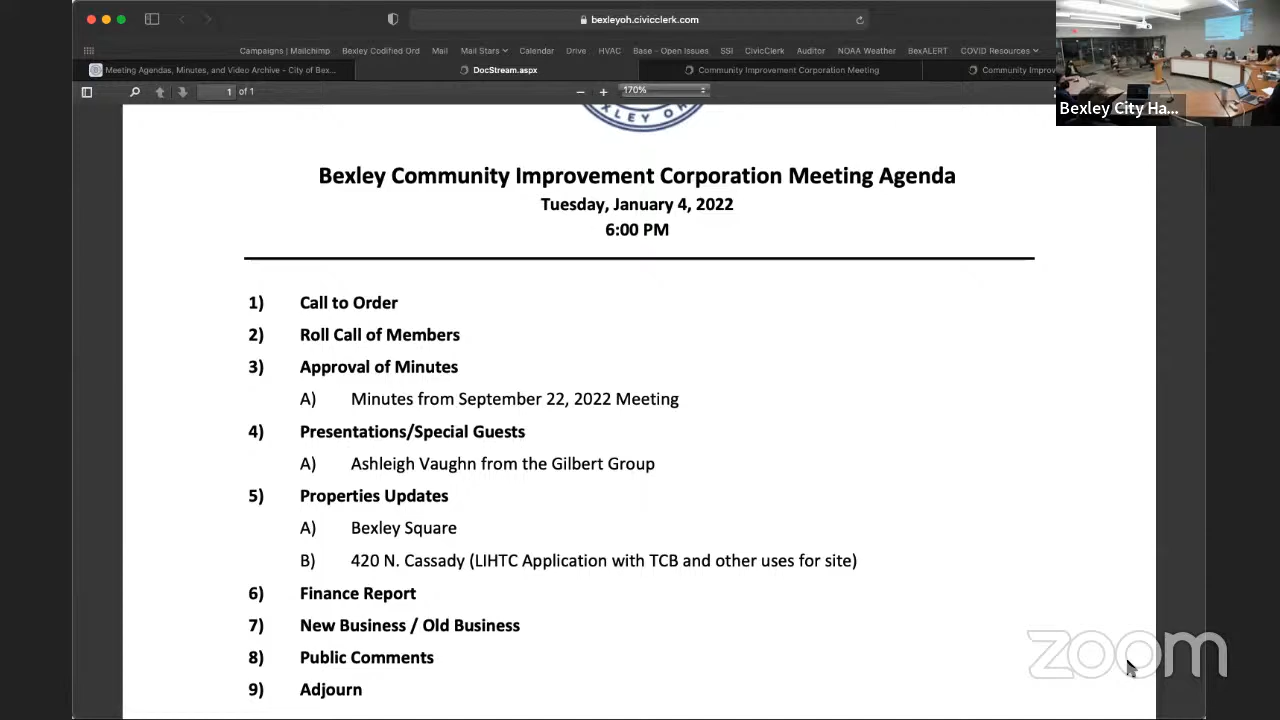 bexleyoh.civicclerk.com
Campaigns | Mailchimp Bexley Codified Ord Mail Mail Stars Calendar Drive HVAC Base - Open Issues SSI CivicClerk Auditor NOAA Weather BexALERT COVID Resources
Meeting Agendas, Minutes, and Video Archive - City of Bex... DocStream.aspx Community Improvement Corporation Meeting Community Improv
1 of 1 170%
Bexley City Ha...
XLEY O
Bexley Community Improvement Corporation Meeting Agenda
Tuesday, January 4, 2022
6:00 PM
1) Call to Order
2) Roll Call of Members
3) Approval of Minutes
A) Minutes from September 22, 2022 Meeting
4) Presentations/Special Guests
A) Ashleigh Vaughn from the Gilbert Group
5) Properties Updates
A) Bexley Square
B) 420 N. Cassady (LIHTC Application with TCB and other uses for site)
6) Finance Report
7) New Business / Old Business
8) Public Comments
9) Adjourn
zoom